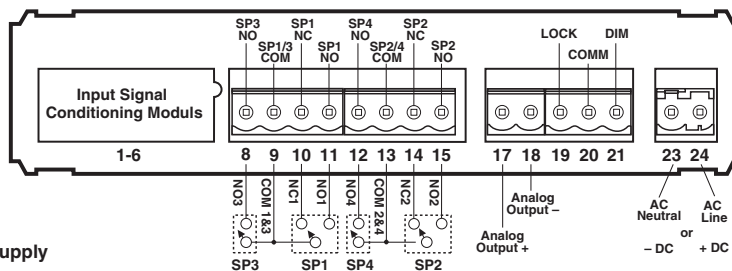 SP3 NO
SP1/3 COM
SP1 NC
SP1 NO
SP4 NO
SP2/4 COM
SP2 NC
SP2 NO
LOCK
COMM
DIM
Input Signal
Conditioning Moduls
1-6
8
9
10
11
12
13
14
15
17
18
19
20
21
23
24
NO3
COM 1&3
NC1
NO1
NO4
COM 2&4
NC2
NO2
SP3
SP1
SP4
SP2
Analog
Output –
Analog
Output +
AC
Neutral
or
– DC
AC
Line
+ DC
upply